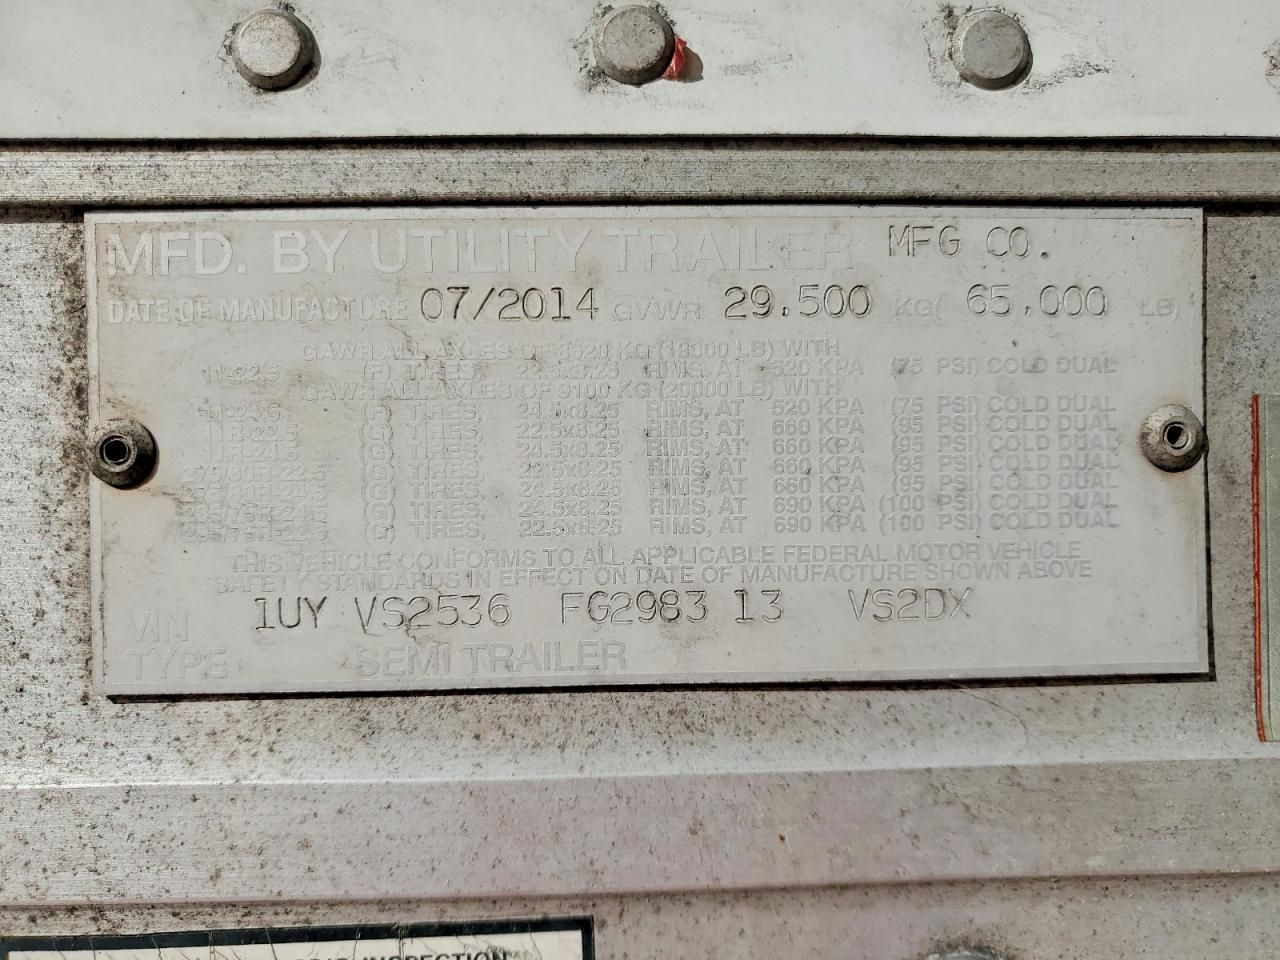 MFD. BY UTILITY TRAILER MFG CO.
DATE OF MANUFACTURE 07/2014 GVWR 29.500 KG( 65.000 LB)
GAWR ALL AXLES OF 8620 KG (19000 LB) WITH
11-22.5 (F) TIRES, 22.5x8.25 RIMS, AT 520 KPA (75 PSI) COLD DUAL
GAWR ALL AXLES OF 9100 KG (20000 LB) WITH
11-24.5 (F) TIRES, 24.5x8.25 RIMS, AT 520 KPA (75 PSI) COLD DUAL
11R-22.5 (G) TIRES, 22.5x8.25 RIMS, AT 660 KPA (95 PSI) COLD DUAL
11R-24.5 (G) TIRES, 24.5x8.25 RIMS, AT 660 KPA (95 PSI) COLD DUAL
275/80R-22.5 (G) TIRES, 22.5x8.25 RIMS, AT 660 KPA (95 PSI) COLD DUAL
275/80R-24.5 (G) TIRES, 24.5x8.25 RIMS, AT 660 KPA (95 PSI) COLD DUAL
(G) TIRES, 24.5x8.25 RIMS, AT 690 KPA (100 PSI) COLD DUAL
(G) TIRES, 22.5x8.25 RIMS, AT 690 KPA (100 PSI) COLD DUAL
THIS VEHICLE CONFORMS TO ALL APPLICABLE FEDERAL MOTOR VEHICLE
SAFETY STANDARDS IN EFFECT ON DATE OF MANUFACTURE SHOWN ABOVE
VIN 1UY VS2536 FG2983 13 VS2DX
TYPE SEMI TRAILER
INSPECTION